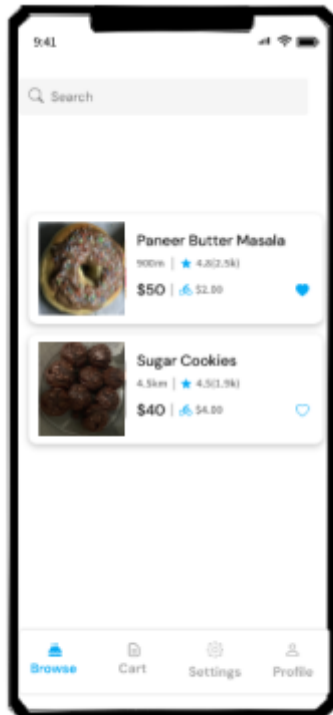 9:41
Search
Paneer Butter Masala
900m | 4.8(2.5k)
$50 | $2.00
Sugar Cookies
4.5km | 4.5(1.9k)
$40 | $4.00
Browse Cart Settings Profile